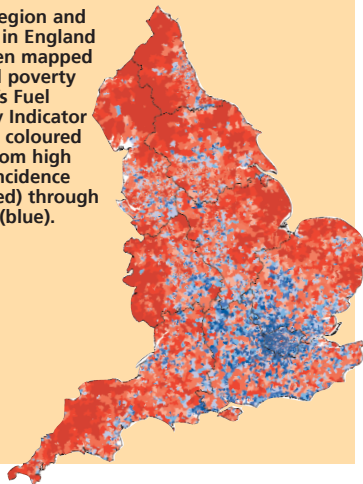 egion and
in England
en mapped
l poverty
s Fuel
y Indicator
coloured
om high
ncidence
ed) through
(blue).